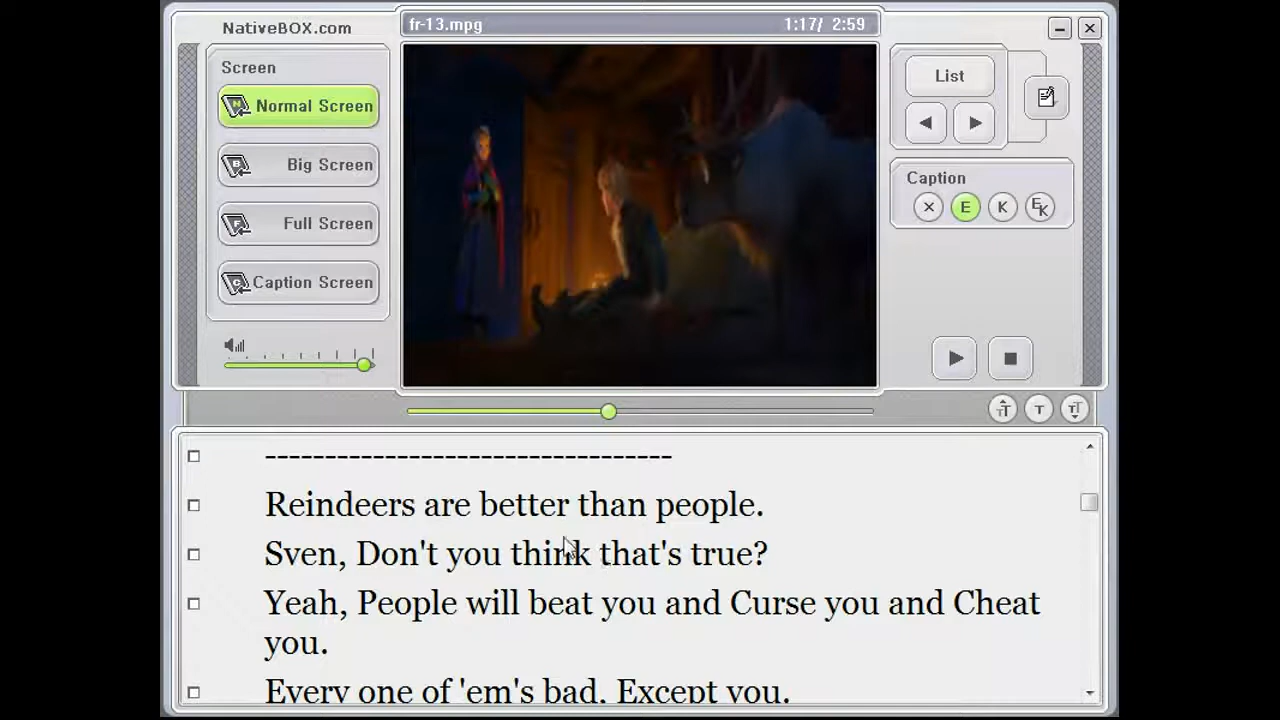 NativeBOX.com
fr-13.mpg 1:17/ 2:59
Screen
Normal Screen
Big Screen
Full Screen
Caption Screen
List
Caption
X E K EK
T T T
---------------------------------
Reindeers are better than people.
Sven, Don't you think that's true?
Yeah, People will beat you and Curse you and Cheat
you.
Every one of 'em's bad, Except you.